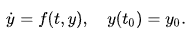 ẏ = f(t, y), y(t₀) = y₀.